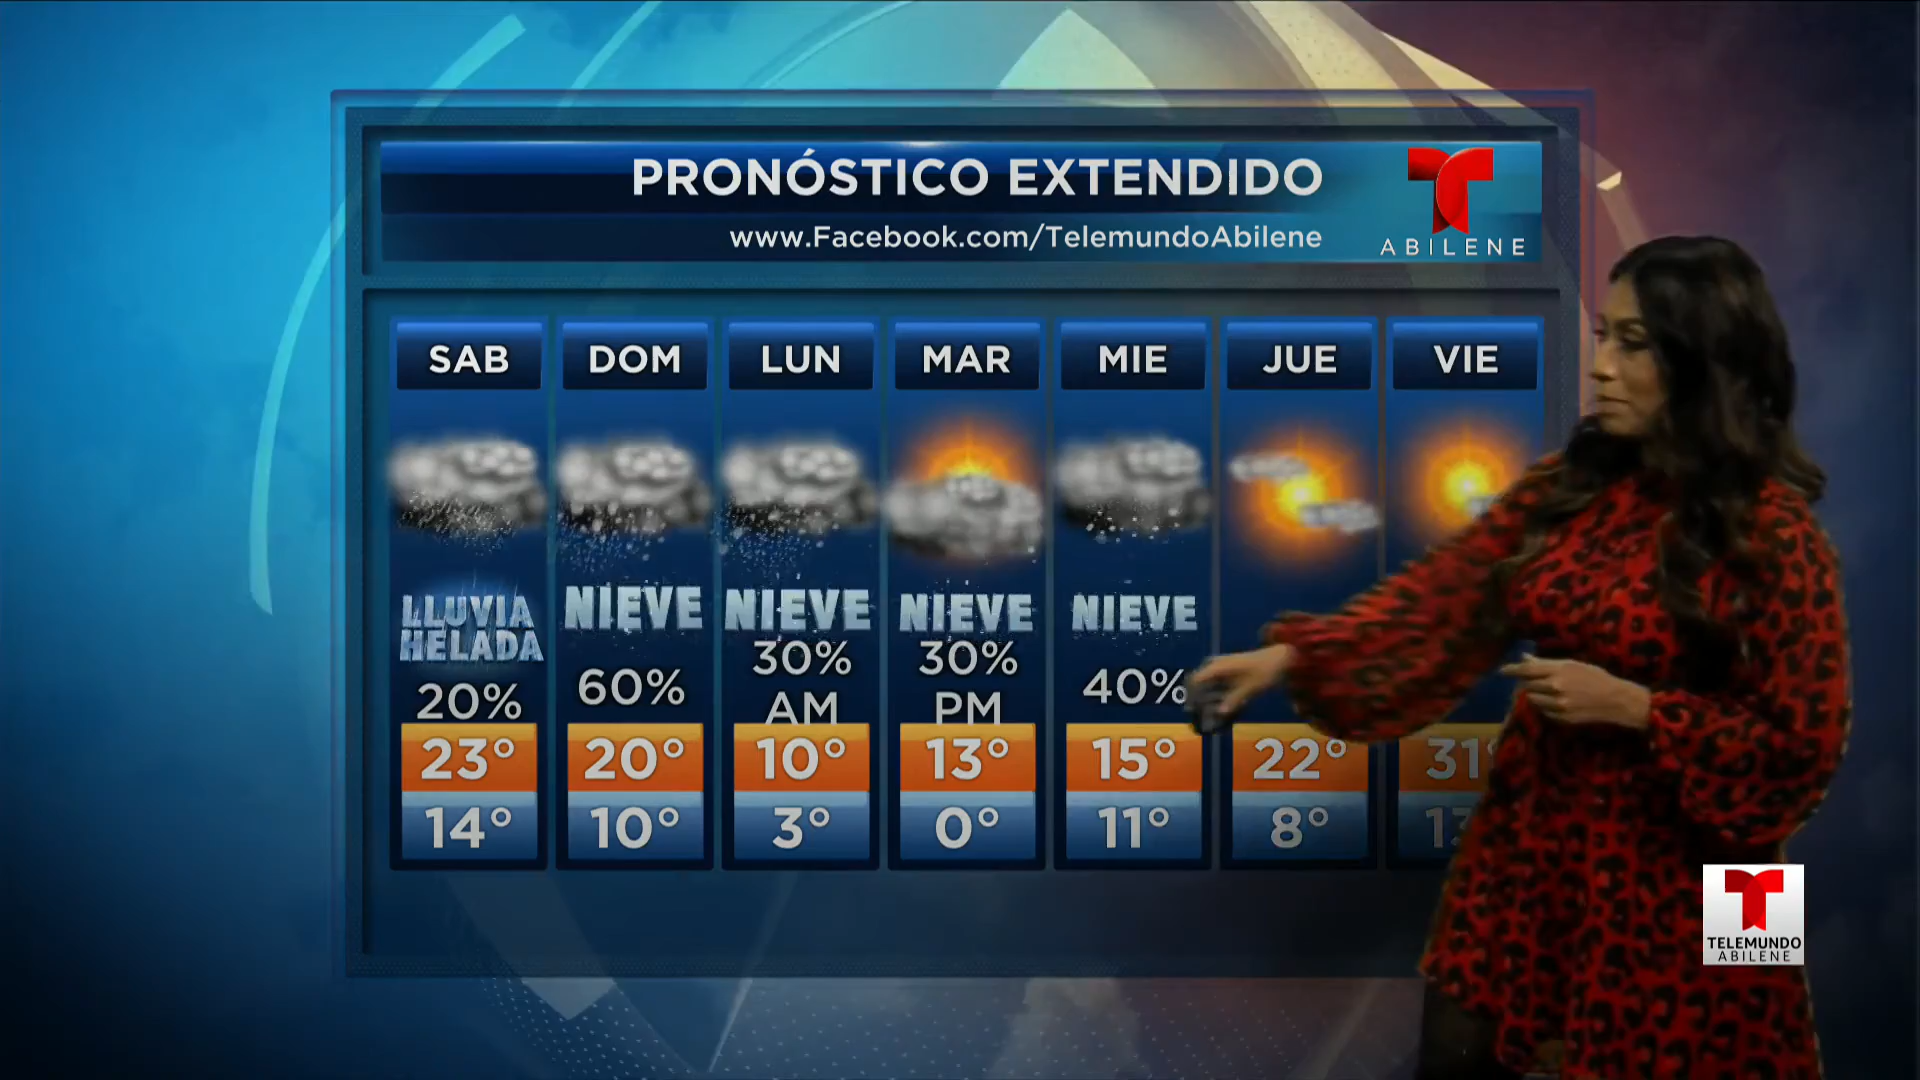 PRONÓSTICO EXTENDIDO
www.Facebook.com/TelemundoAbilene
ABILENE
SAB DOM LUN MAR MIE JUE VIE
LLUVIA HELADA NIEVE NIEVE NIEVE NIEVE
20% 60% 30% AM 30% PM 40%
23° 20° 10° 13° 15° 22° 31°
14° 10° 3° 0° 11° 8°
TELEMUNDO
ABILENE